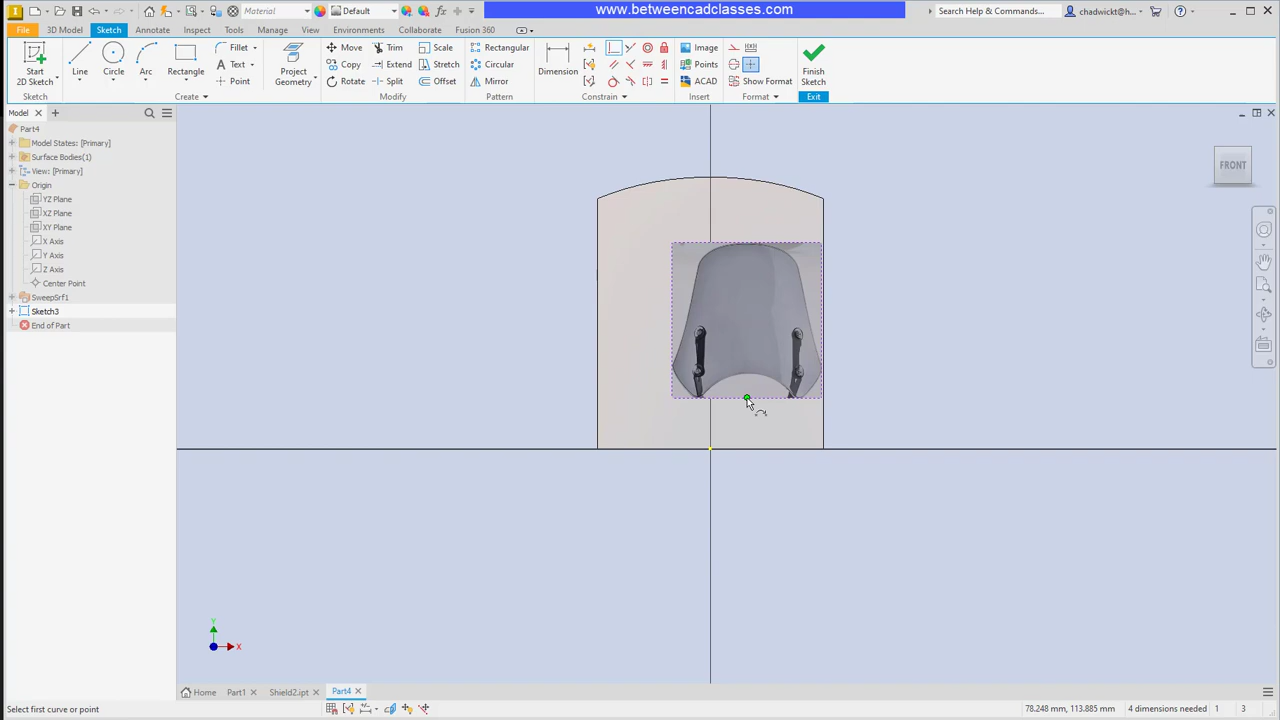 Material
Default
www.betweencadclasses.com
Search Help & Commands...
chadwickt@h...
File
3D Model
Sketch
Annotate
Inspect
Tools
Manage
View
Environments
Collaborate
Fusion 360
Start
2D Sketch
Line
Circle
Arc
Rectangle
Fillet
Text
Point
Project
Geometry
Move
Copy
Rotate
Trim
Extend
Split
Scale
Stretch
Offset
Rectangular
Circular
Mirror
Dimension
Image
Points
ACAD
Show Format
Finish
Sketch
Sketch
Create
Modify
Pattern
Constrain
Insert
Format
Exit
Model
Part4
Model States: [Primary]
Surface Bodies(1)
View: [Primary]
Origin
YZ Plane
XZ Plane
XY Plane
X Axis
Y Axis
Z Axis
Center Point
SweepSrf1
Sketch3
End of Part
FRONT
Y
X
Home
Part1
Shield2.ipt
Part4
Select first curve or point
78.248 mm, 113.885 mm
4 dimensions needed
1
3